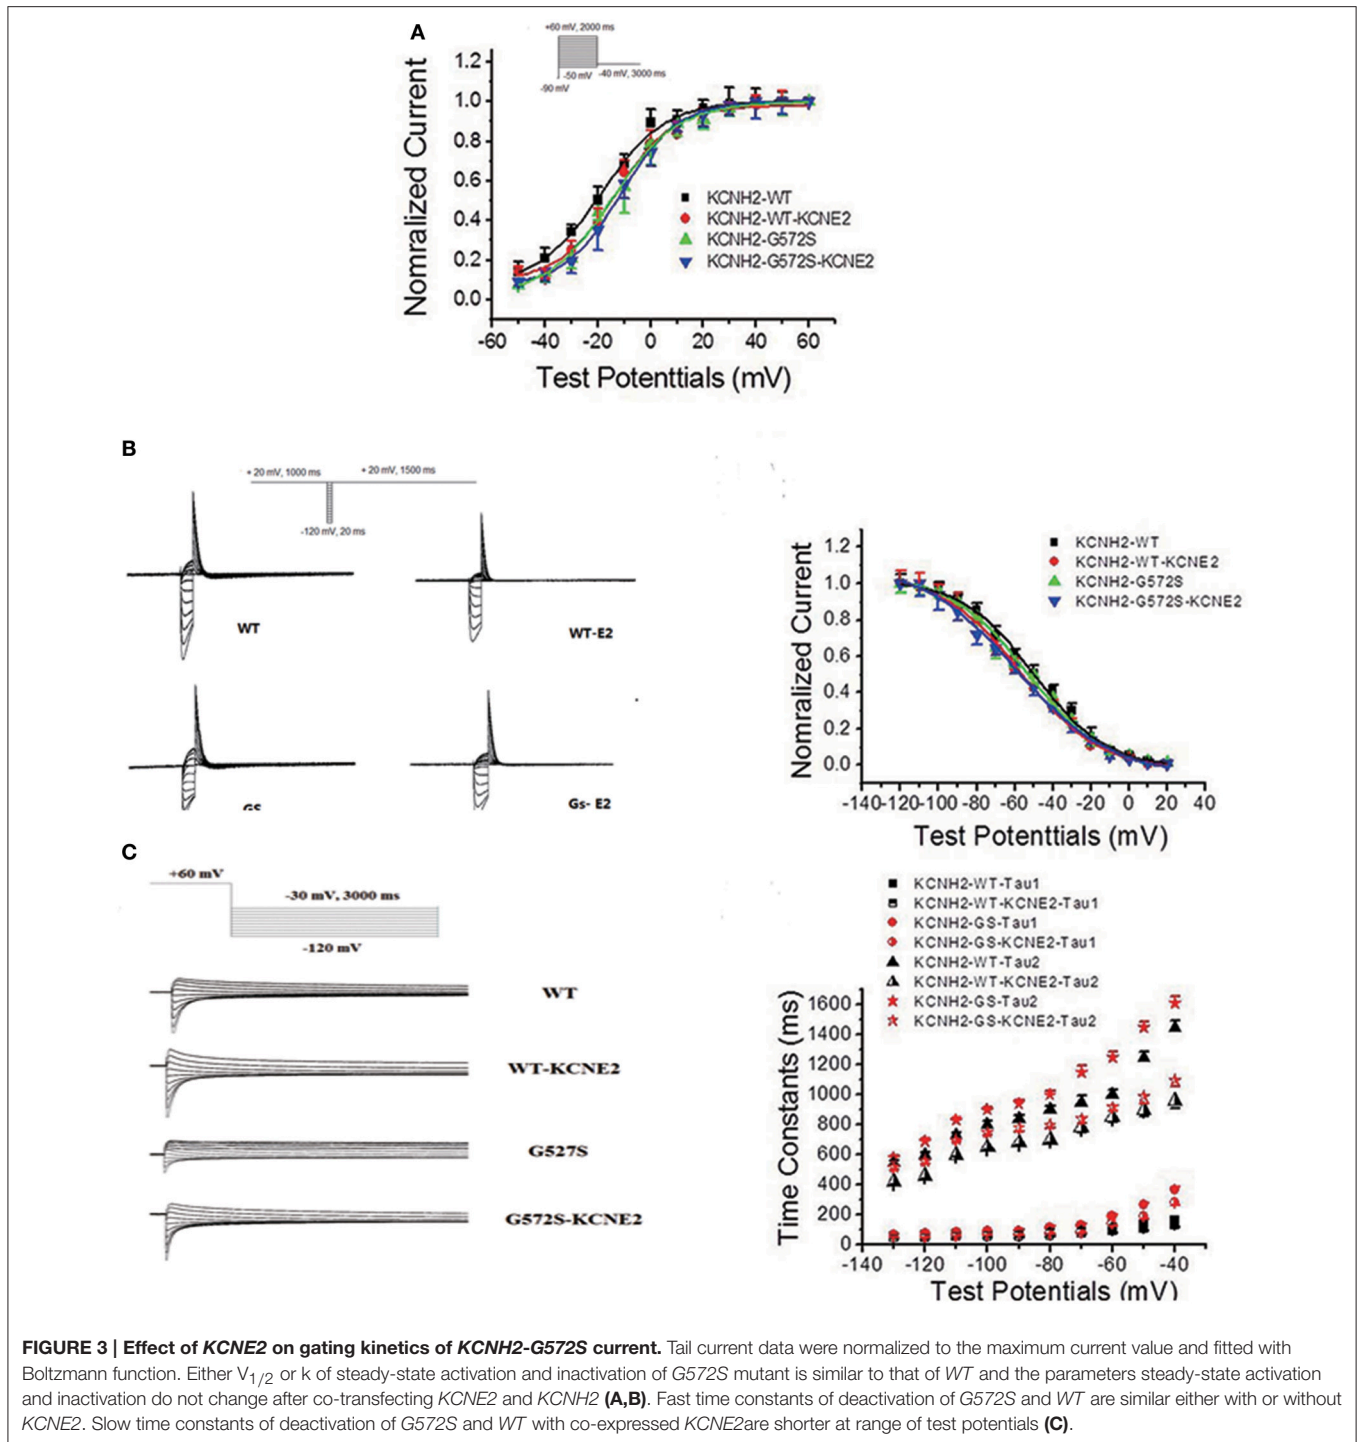 A
+60 mV, 2000 ms
-50 mV
-40 mV, 3000 ms
-90 mV
Nomralized Current
1.2
1.0
0.8
0.6
0.4
0.2
0.0
KCNH2-WT
KCNH2-WT-KCNE2
KCNH2-G572S
KCNH2-G572S-KCNE2
-60 -40 -20 0 20 40 60
Test Potenttials (mV)
B
+ 20 mV, 1000 ms
+ 20 mV, 1500 ms
-120 mV, 20 ms
WT
WT-E2
GS
Gs- E2
Nomralized Current
1.2
1.0
0.8
0.6
0.4
0.2
0.0
KCNH2-WT
KCNH2-WT-KCNE2
KCNH2-G572S
KCNH2-G572S-KCNE2
-140 -120 -100 -80 -60 -40 -20 0 20 40
Test Potenttials (mV)
C
+60 mV
-30 mV, 3000 ms
-120 mV
WT
WT-KCNE2
G527S
G572S-KCNE2
KCNH2-WT-Tau1
KCNH2-WT-KCNE2-Tau1
KCNH2-GS-Tau1
KCNH2-GS-KCNE2-Tau1
KCNH2-WT-Tau2
KCNH2-WT-KCNE2-Tau2
KCNH2-GS-Tau2
KCNH2-GS-KCNE2-Tau2
Time Constants (ms)
1600
1400
1200
1000
800
600
400
200
0
-140 -120 -100 -80 -60 -40
Test Potentials (mV)
FIGURE 3 | Effect of KCNE2 on gating kinetics of KCNH2-G572S current. Tail current data were normalized to the maximum current value and fitted with
Boltzmann function. Either V1/2 or k of steady-state activation and inactivation of G572S mutant is similar to that of WT and the parameters steady-state activation
and inactivation do not change after co-transfecting KCNE2 and KCNH2 (A,B). Fast time constants of deactivation of G572S and WT are similar either with or without
KCNE2. Slow time constants of deactivation of G572S and WT with co-expressed KCNE2are shorter at range of test potentials (C).